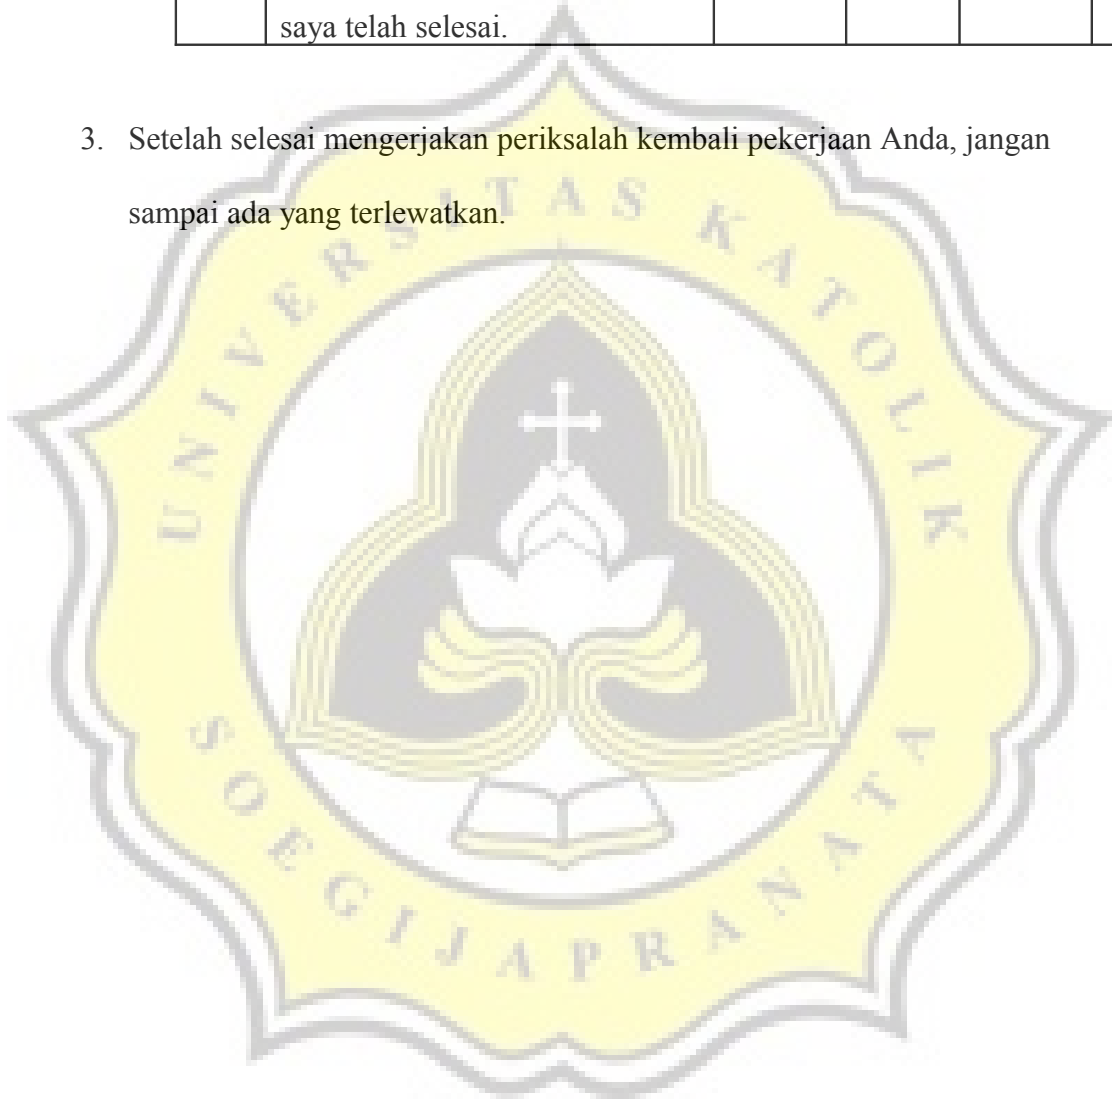 saya telah selesai.
3. Setelah selesai mengerjakan periksalah kembali pekerjaan Anda, jangan
sampai ada yang terlewatkan.
UNIVERSITAS KATOLIK
SOEGIJAPRANATA